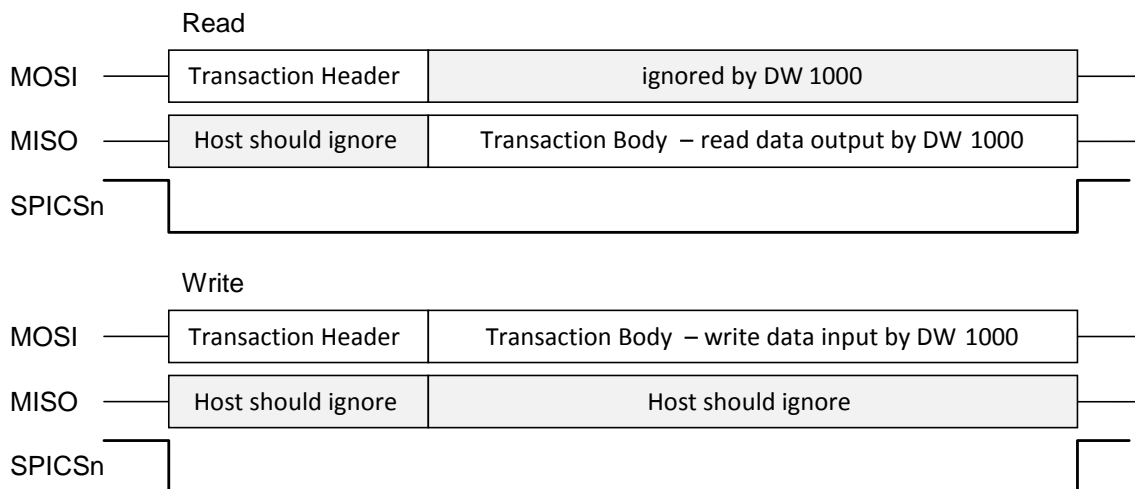 Read
MOSI Transaction Header ignored by DW 1000
MISO Host should ignore Transaction Body – read data output by DW 1000
SPICSn
Write
MOSI Transaction Header Transaction Body – write data input by DW 1000
MISO Host should ignore Host should ignore
SPICSn